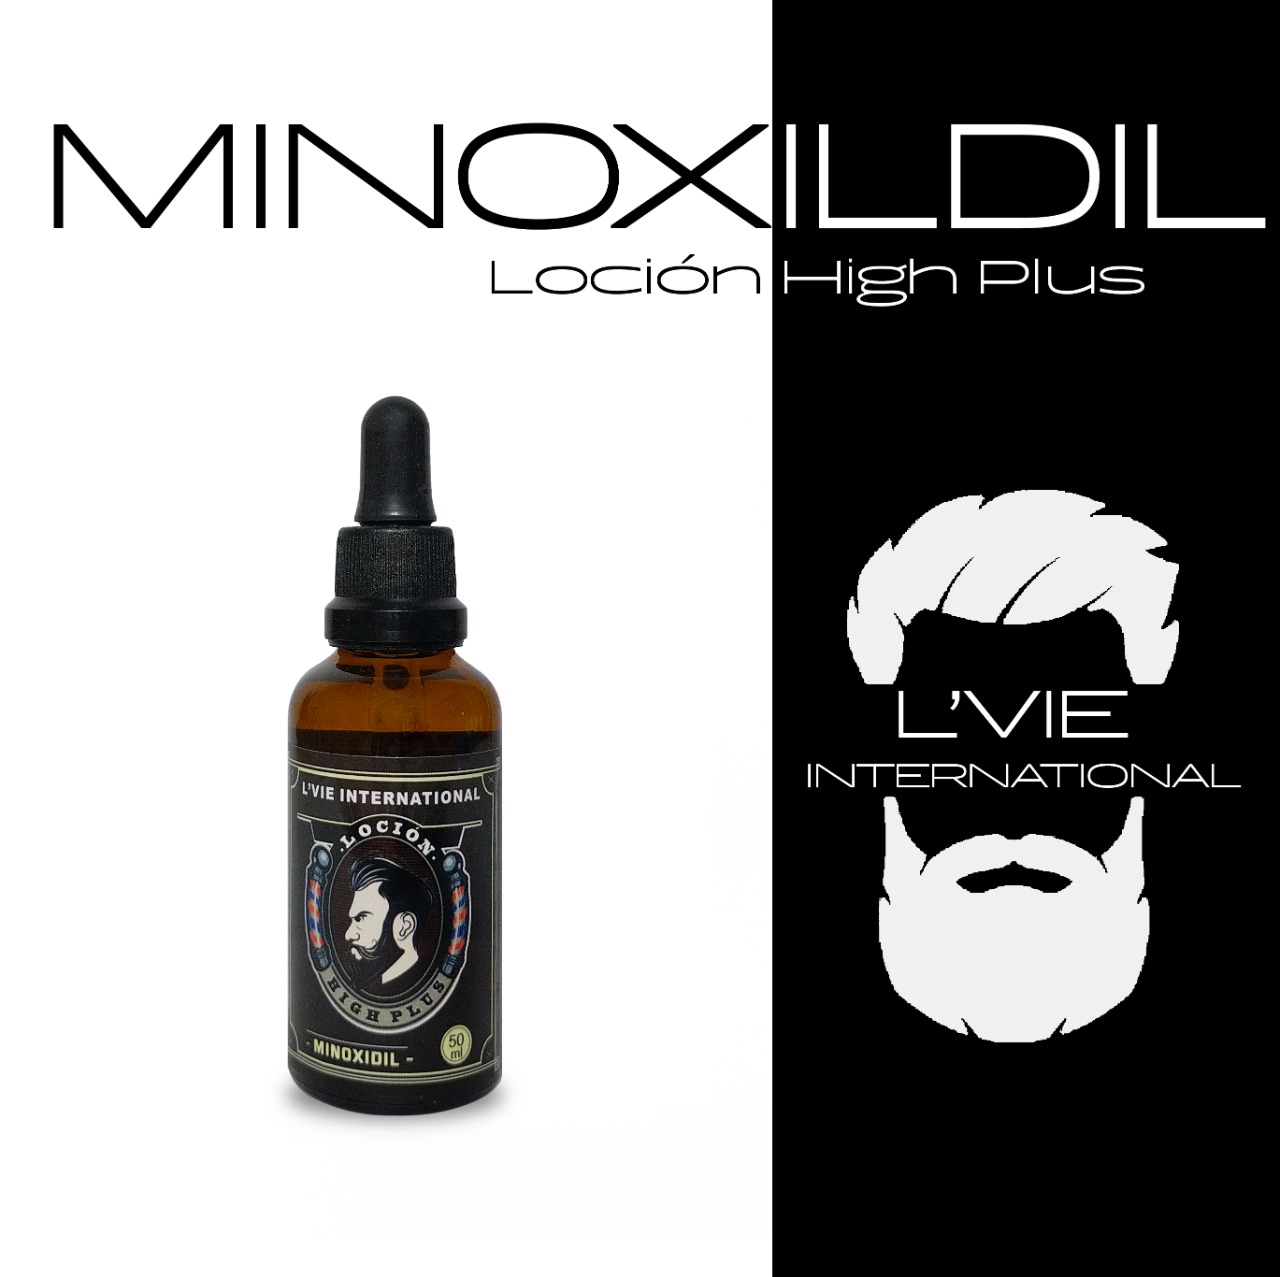 MINOXILDIL
Loción High Plus
L'VIE INTERNATIONAL
·LOCIÓN·
HIGH PLUS
- MINOXIDIL -
50
ml
L'VIE
INTERNATIONAL